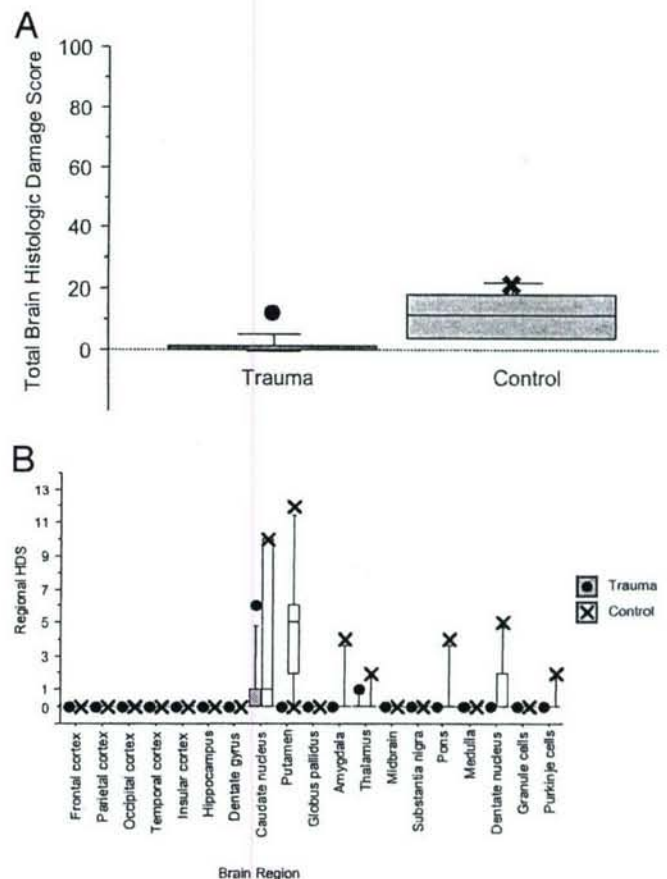 A
Total Brain Histologic Damage Score
100
80
60
40
20
0
Trauma
Control
B
Regional HDS
13
11
9
7
5
3
1
0
Trauma
Control
Frontal cortex
Parietal cortex
Occipital cortex
Temporal cortex
Insular cortex
Hippocampus
Dentate gyrus
Caudate nucleus
Putamen
Globus pallidus
Amygdala
Thalamus
Midbrain
Substantia nigra
Pons
Medulla
Dentate nucleus
Granule cells
Purkinje cells
Brain Region